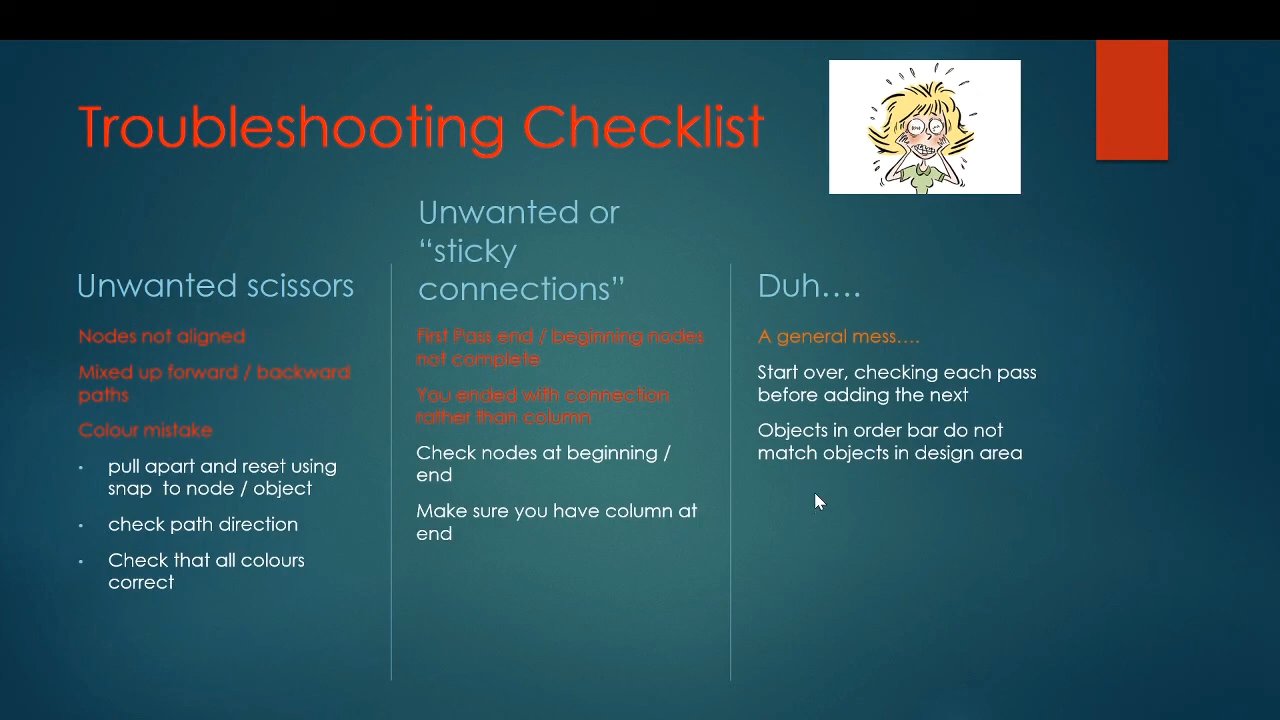 Troubleshooting Checklist
Unwanted scissors
Nodes not aligned
Mixed up forward / backward
paths
Colour mistake
pull apart and reset using
snap to node / object
check path direction
Check that all colours
correct
Unwanted or
“sticky
connections”
First Pass end / beginning nodes
not complete
You ended with connection
rather than column
Check nodes at beginning /
end
Make sure you have column at
end
Duh….
A general mess….
Start over, checking each pass
before adding the next
Objects in order bar do not
match objects in design area